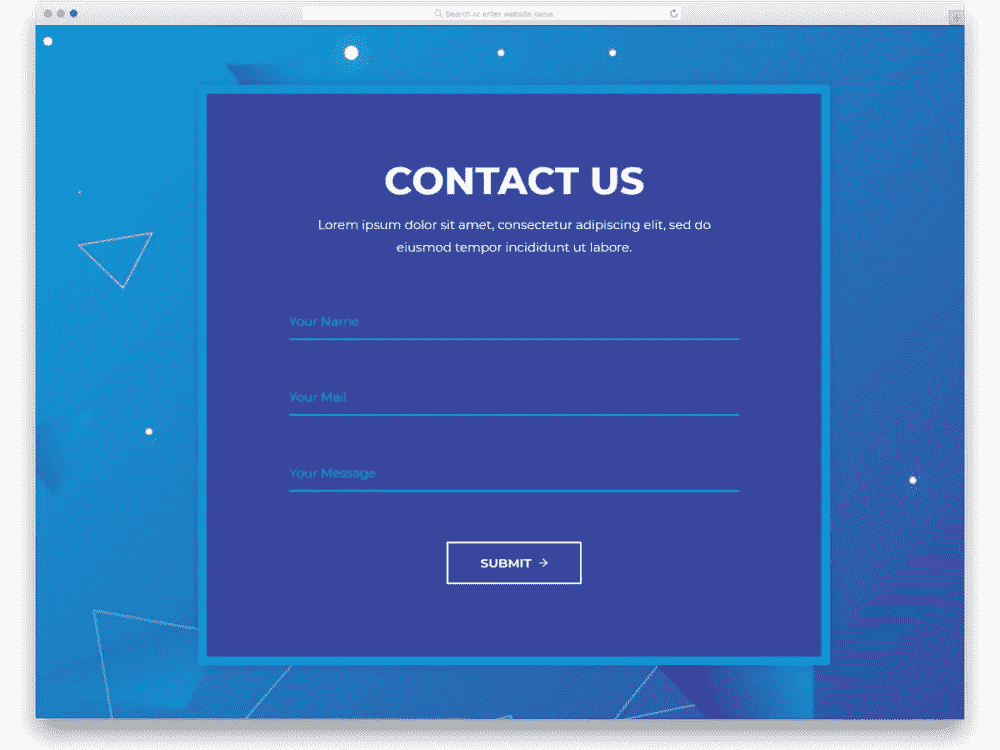 Search or enter website name
CONTACT US
Lorem ipsum dolor sit amet, consectetur adipiscing elit, sed do
eiusmod tempor incididunt ut labore.
Your Name
Your Mail
Your Message
SUBMIT →